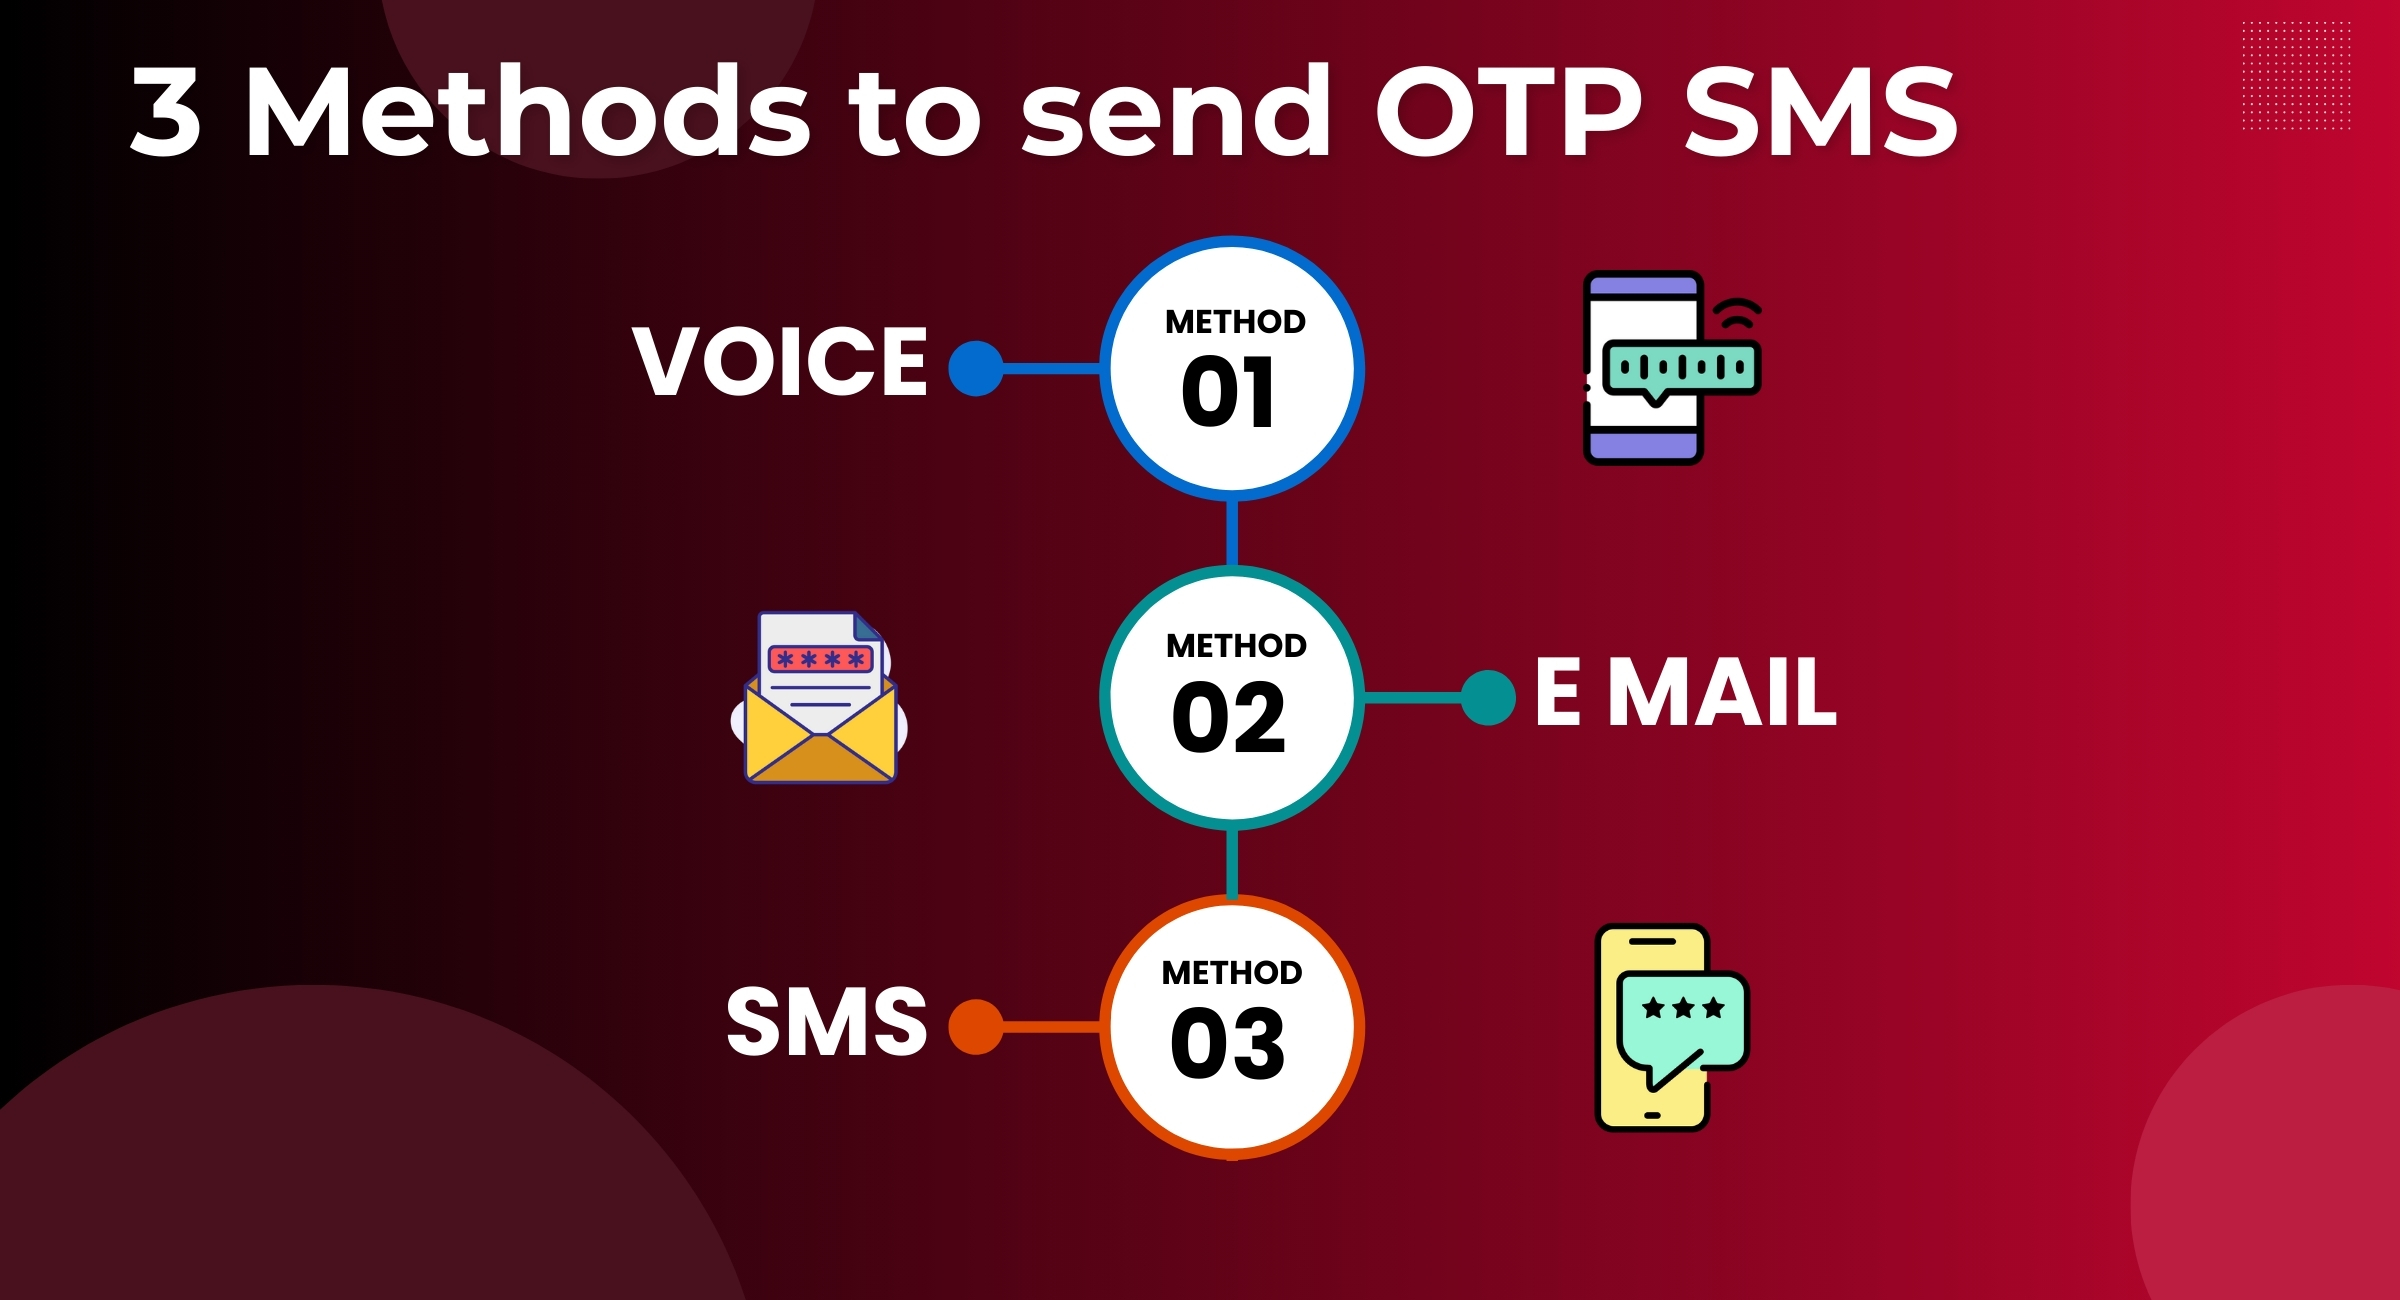 3 Methods to send OTP SMS
VOICE
METHOD
01
METHOD
02
E MAIL
****
SMS
METHOD
03